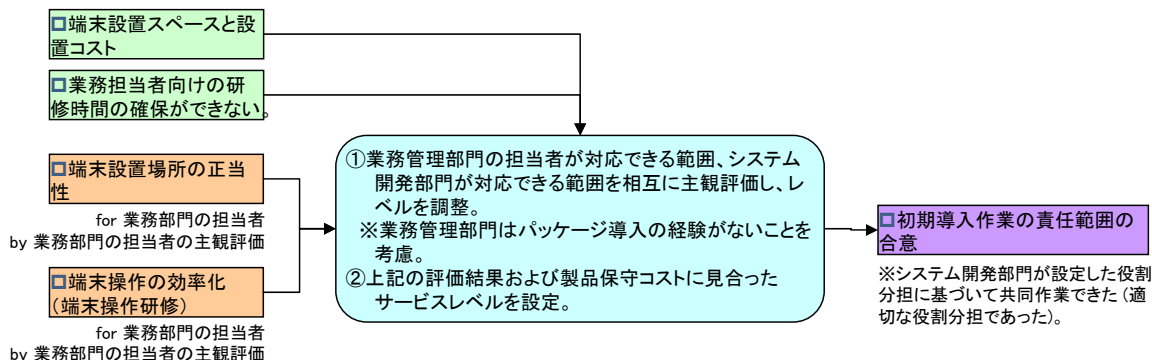 □端末設置スペースと設
置コスト
□業務担当者向けの研
修時間の確保ができない。
□端末設置場所の正当
性
for 業務部門の担当者
by 業務部門の担当者の主観評価
□端末操作の効率化
(端末操作研修)
for 業務部門の担当者
by 業務部門の担当者の主観評価
①業務管理部門の担当者が対応できる範囲、システム
開発部門が対応できる範囲を相互に主観評価し、レ
ベルを調整。
※業務管理部門はパッケージ導入の経験がないことを
考慮。
②上記の評価結果および製品保守コストに見合った
サービスレベルを設定。
□初期導入作業の責任範囲の
合意
※システム開発部門が設定した役割
分担に基づいて共同作業できた(適
切な役割分担であった)。